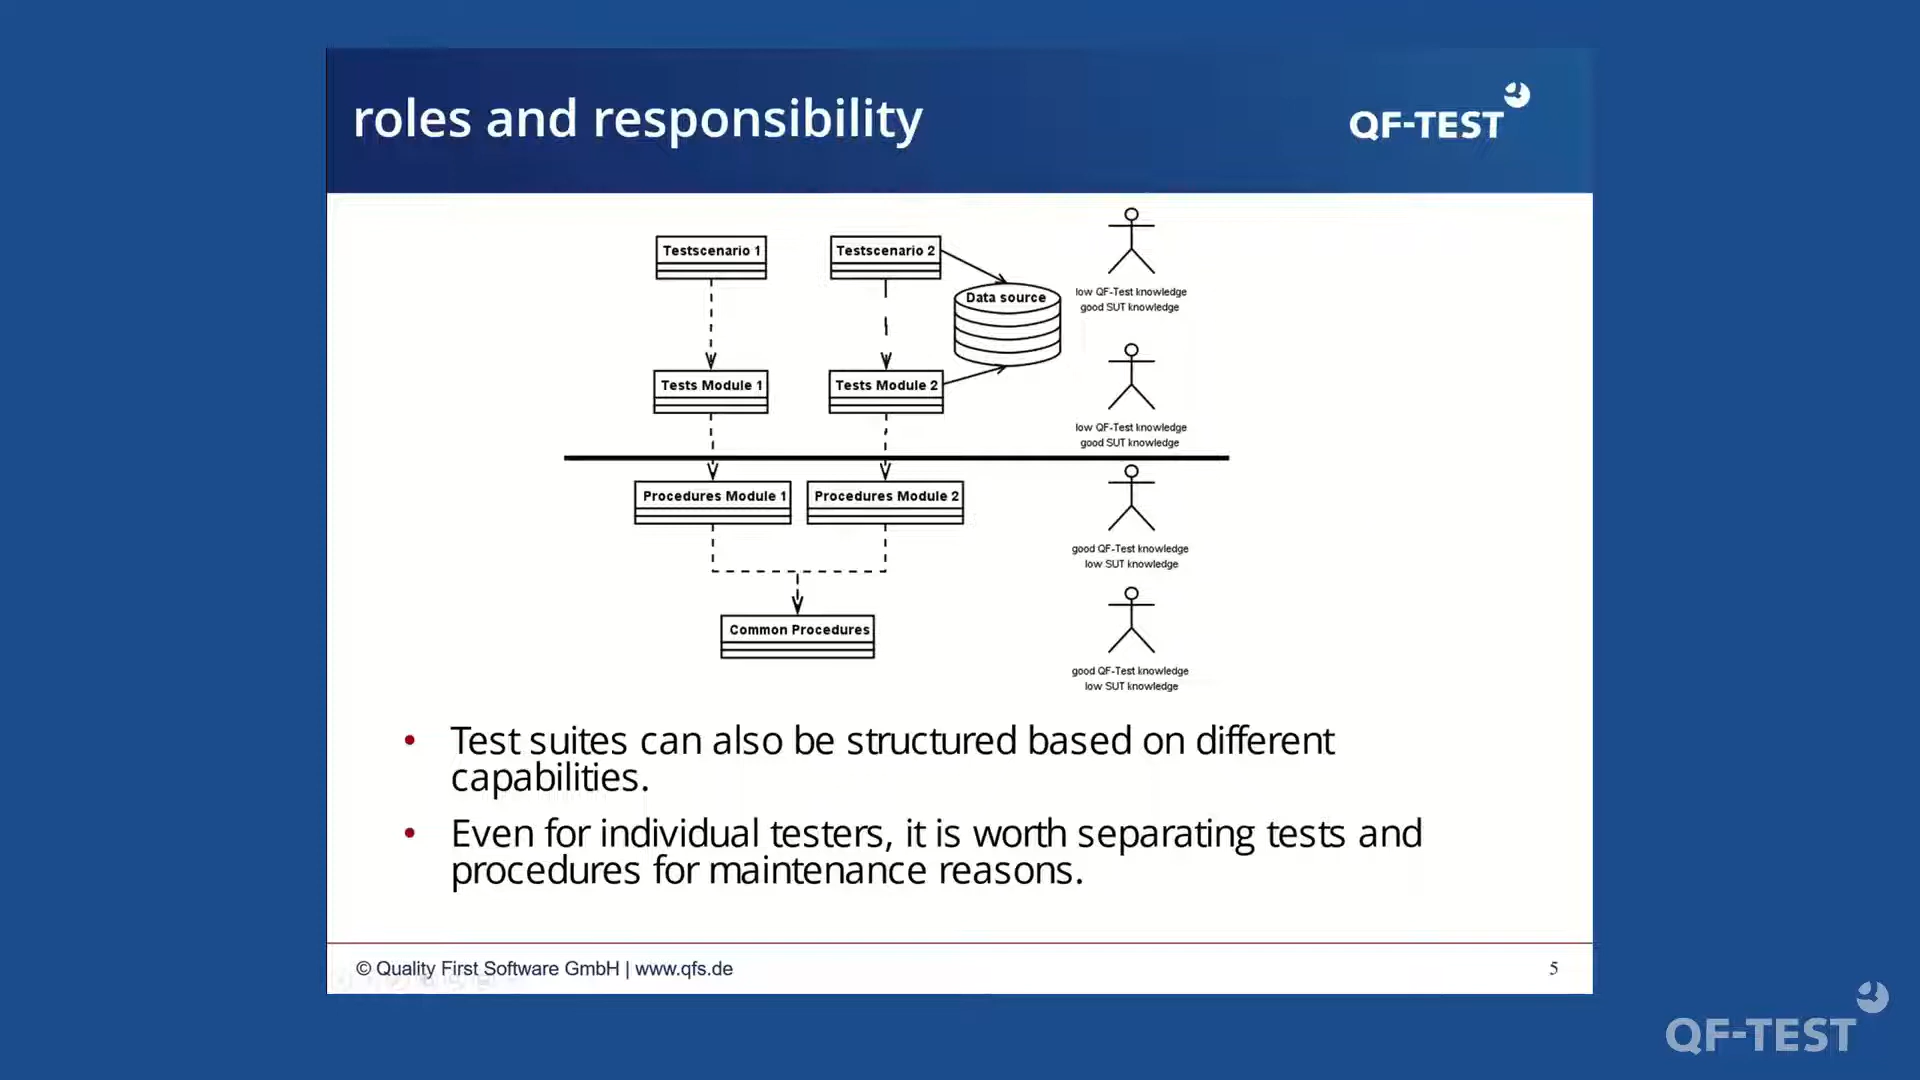 roles and responsibility
QF-TEST
Testscenario 1
Testscenario 2
Data source
low QF-Test knowledge
good SUT knowledge
Tests Module 1
Tests Module 2
low QF-Test knowledge
good SUT knowledge
Procedures Module 1
Procedures Module 2
good QF-Test knowledge
low SUT knowledge
Common Procedures
good QF-Test knowledge
low SUT knowledge
• Test suites can also be structured based on different
capabilities.
• Even for individual testers, it is worth separating tests and
procedures for maintenance reasons.
© Quality First Software GmbH | www.qfs.de
5
QF-TEST